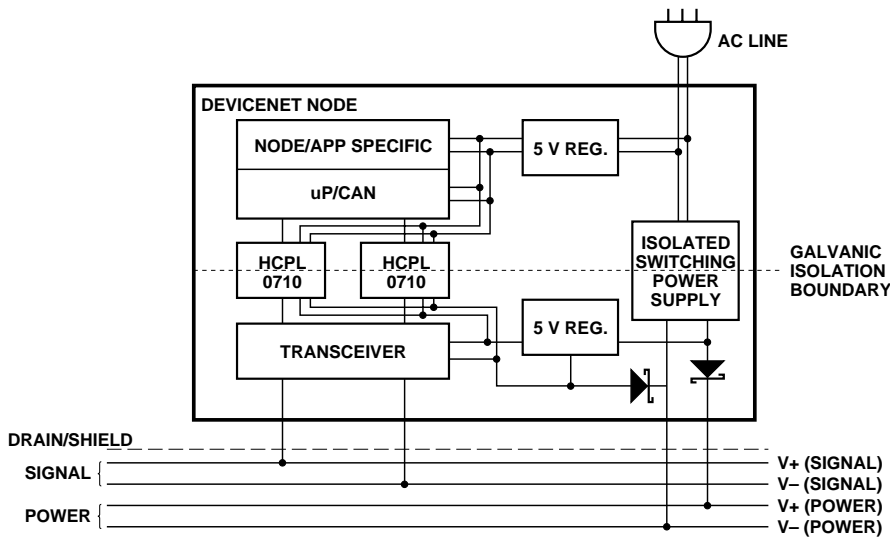 AC LINE
DEVICENET NODE
NODE/APP SPECIFIC
5 V REG.
uP/CAN
HCPL
0710
HCPL
0710
ISOLATED
SWITCHING
POWER
SUPPLY
GALVANIC
ISOLATION
BOUNDARY
TRANSCEIVER
5 V REG.
DRAIN/SHIELD
SIGNAL
V+ (SIGNAL)
V– (SIGNAL)
POWER
V+ (POWER)
V– (POWER)